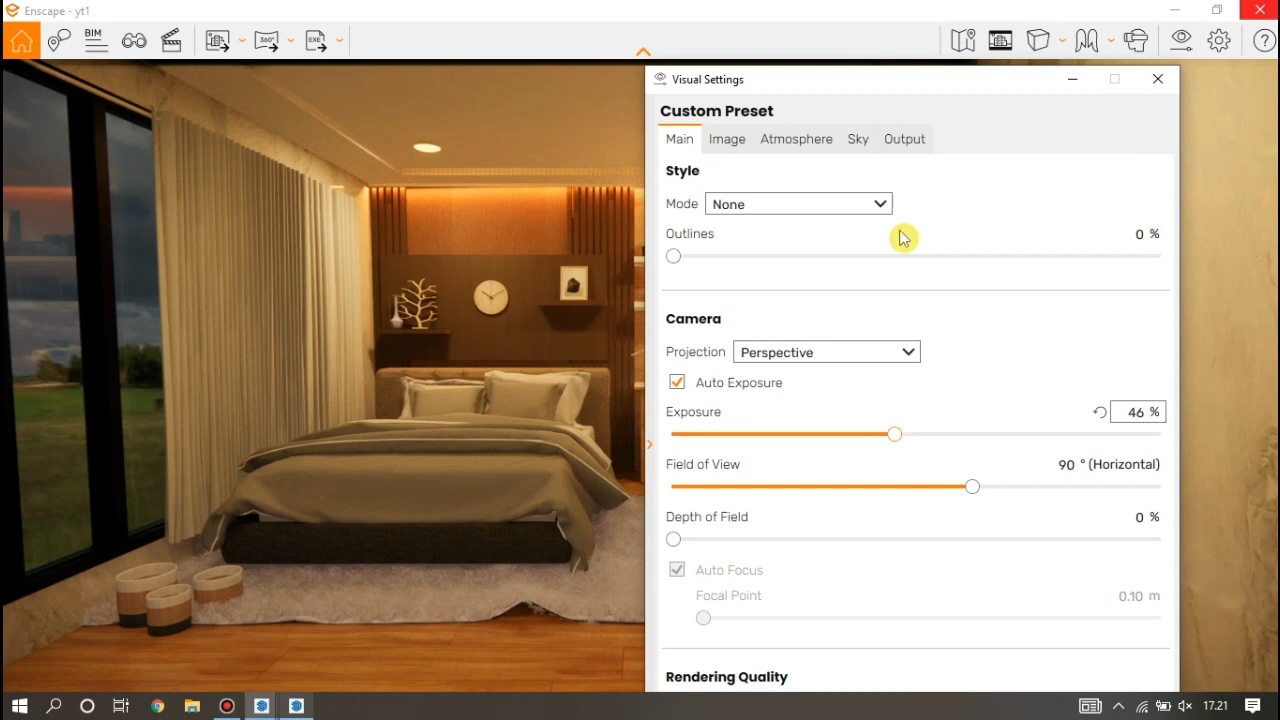 Enscape - yt1
BIM
360°
EXE
?
Visual Settings
Custom Preset
Main Image Atmosphere Sky Output
Style
Mode None
Outlines 0 %
Camera
Projection Perspective
Auto Exposure
Exposure 46 %
Field of View 90 ° (Horizontal)
Depth of Field 0 %
Auto Focus
Focal Point 0.10 m
Rendering Quality
17.21